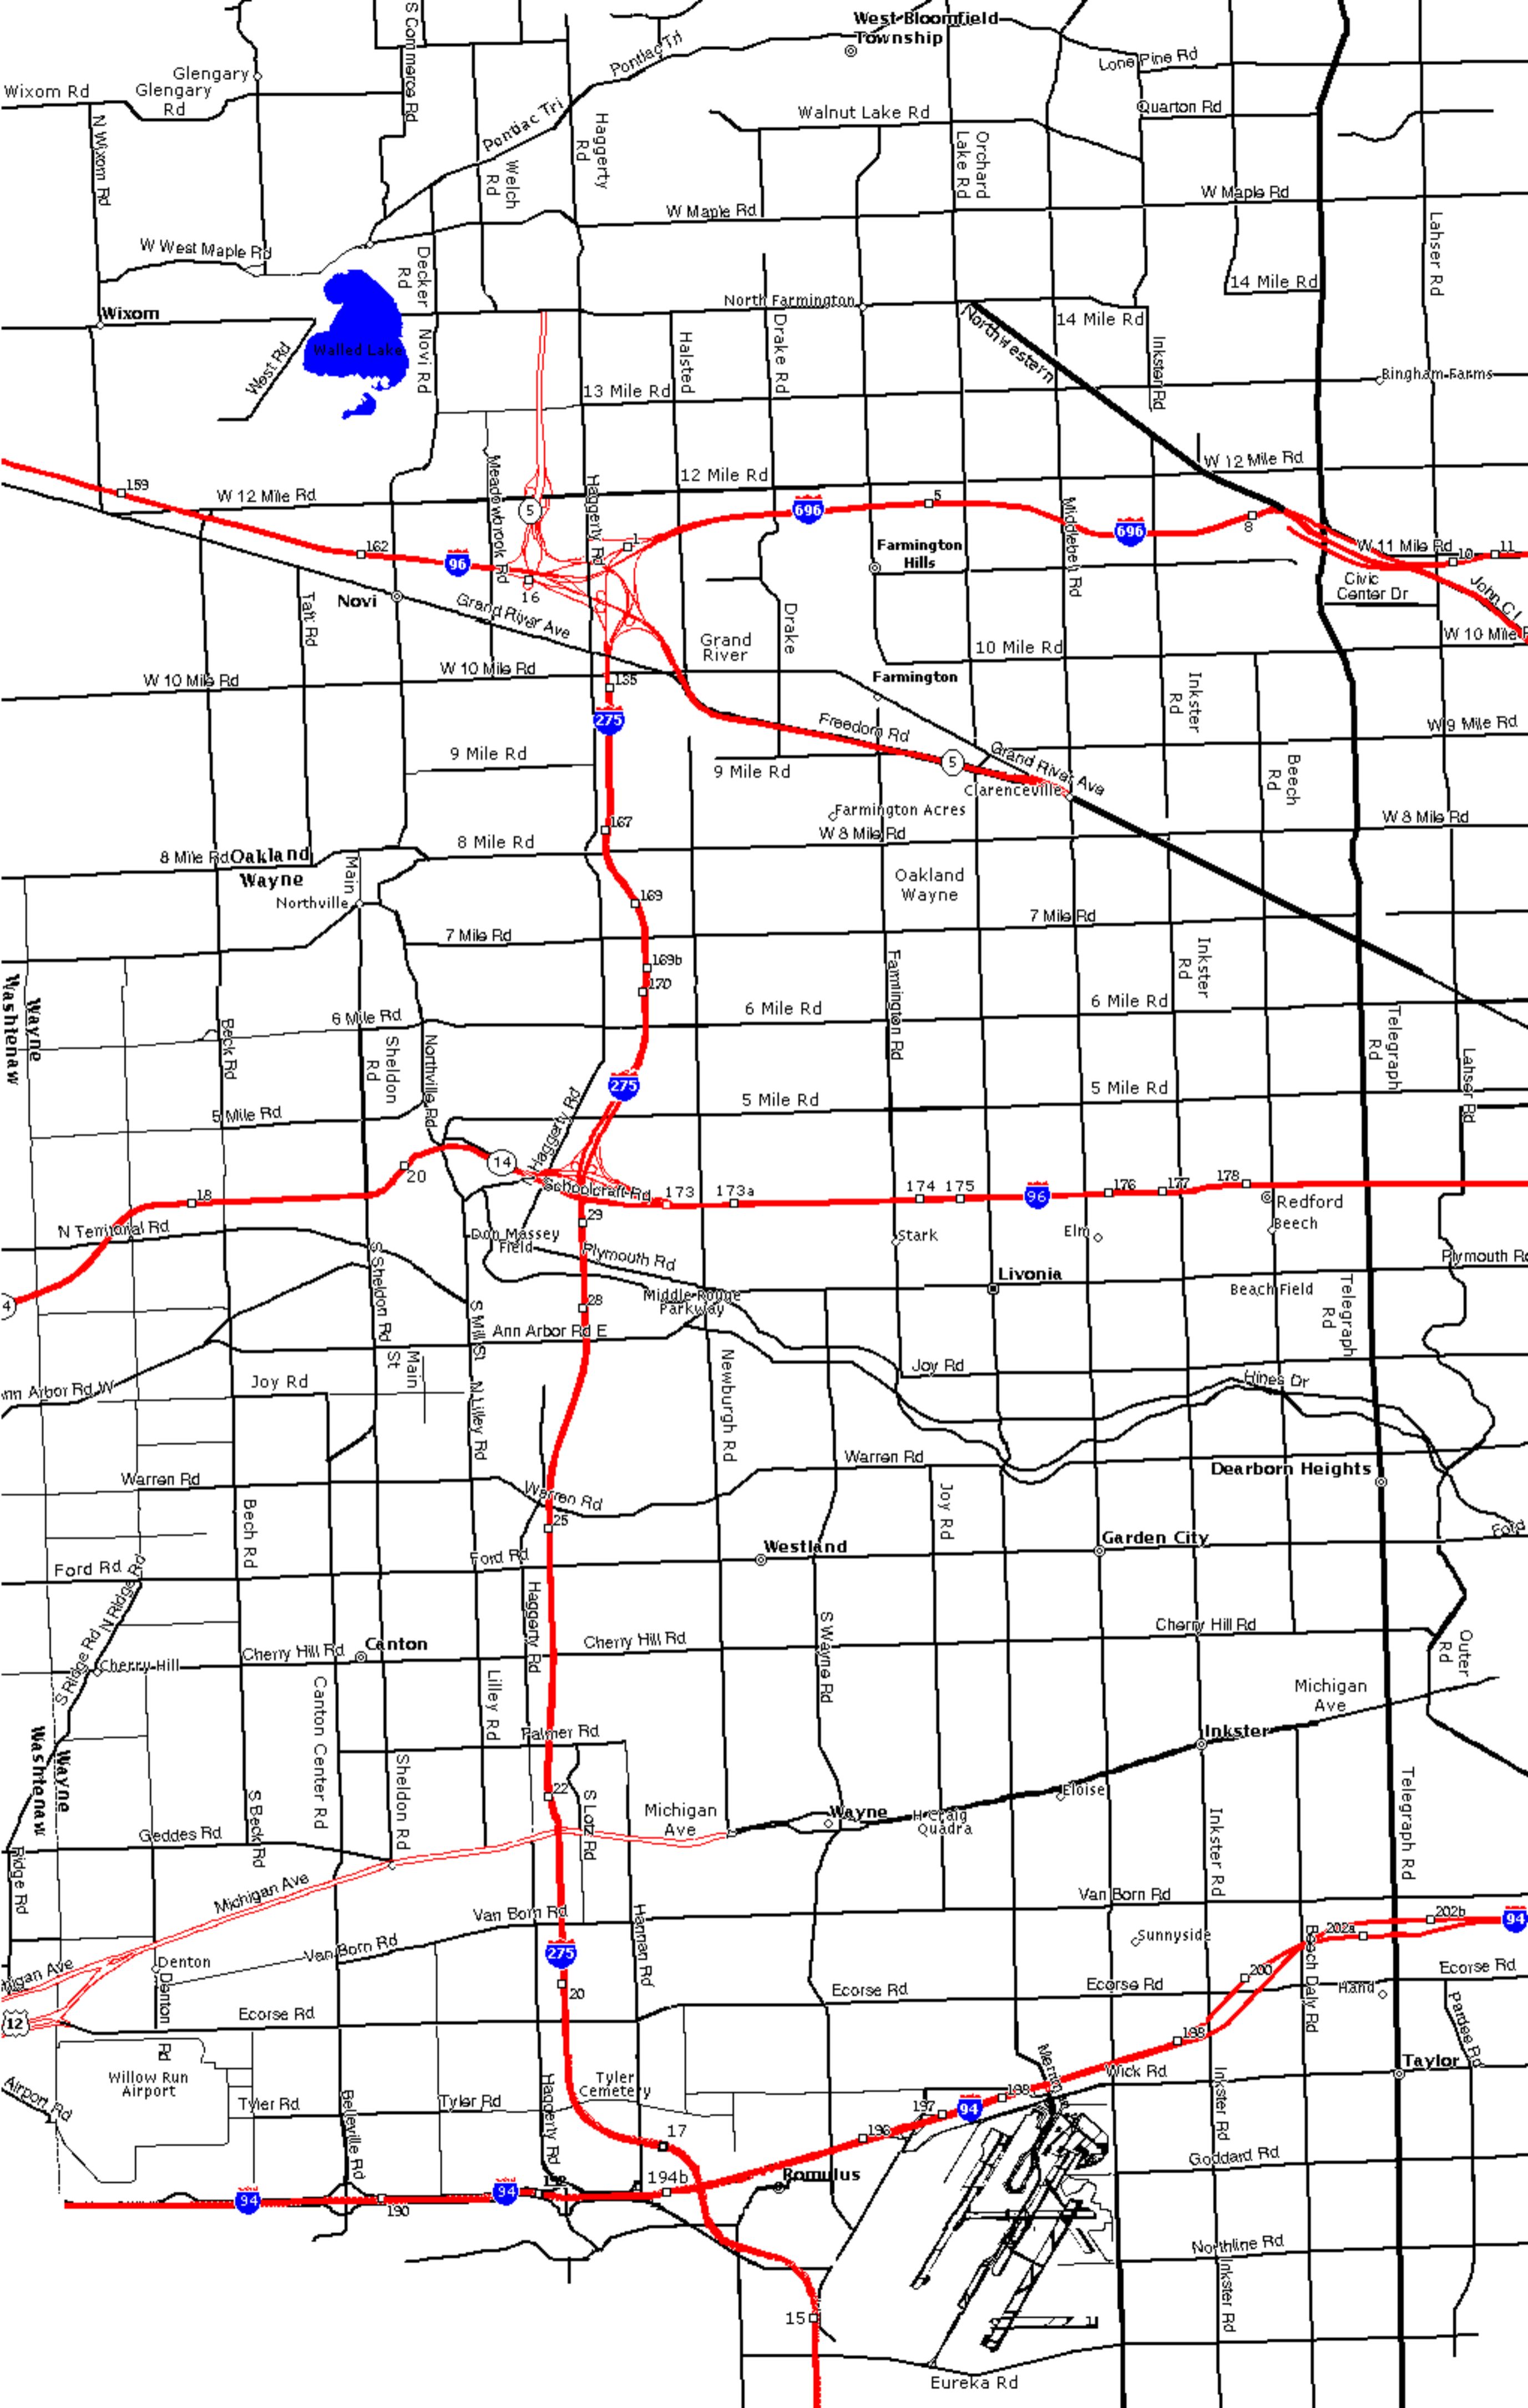 West Bloomfield
Township
S Commerce Rd
Pontiac Trl
Lone Pine Rd
Glengary
Wixom Rd
Glengary
Rd
Quarton Rd
Walnut Lake Rd
N Wixom Rd
Pontiac Trl
Haggerty
Rd
Welch
Rd
Orchard
Lake Rd
W Maple Rd
W Maple Rd
Lahser Rd
W West Maple Rd
Decker
Rd
14 Mile Rd
North Farmington
Wixom
14 Mile Rd
Northwestern
Walled Lake
West Rd
Novi Rd
Halsted
Drake Rd
Inkster Rd
Bingham Farms
13 Mile Rd
12 Mile Rd
W 12 Mile Rd
159
W 12 Mile Rd
Meadowbrook Rd
Haggerty Rd
5
696
5
Middlebelt Rd
696
8
162
96
1
Farmington
Hills
W 11 Mile Rd
10
11
16
Civic
Center Dr
John C L
Novi
Grand River Ave
Taft Rd
Drake
Grand
River
W 10 Mile R
10 Mile Rd
W 10 Mile Rd
W 10 Mile Rd
165
Farmington
Inkster
Rd
275
Freedom Rd
W 9 Mile Rd
9 Mile Rd
9 Mile Rd
5
Grand River Ave
Beech
Rd
Clarenceville
Farmington Acres
167
W 8 Mile Rd
W 8 Mile Rd
8 Mile Rd
8 Mile Rd
Oakland
Wayne
Main
Northville
169
Oakland
Wayne
7 Mile Rd
7 Mile Rd
169b
170
Farmington Rd
Inkster
Rd
Wayne
Washtenaw
6 Mile Rd
6 Mile Rd
6 Mile Rd
Beck Rd
Sheldon
Rd
Northville Rd
Telegraph
Rd
Lahser Rd
275
5 Mile Rd
5 Mile Rd
5 Mile Rd
N Haggerty Rd
14
20
18
Schoolcraft Rd
173
173a
174
175
96
176
177
178
Redford
Beech
N Territorial Rd
29
Don Massey
Field
Stark
Elm
Plymouth Rd
Plymouth Rd
4
S Sheldon Rd
Livonia
Beach Field
Telegraph
Rd
28
Middle Rouge
Parkway
S Mill St
Ann Arbor Rd E
Main
St
Newburgh Rd
Joy Rd
Hines Dr
nn Arbor Rd W
Joy Rd
N Lilley Rd
Warren Rd
Warren Rd
Warren Rd
Dearborn Heights
Joy Rd
Bech Rd
25
Ford
Westland
Garden City
Ford Rd
Ford Rd
N Ridge Rd
Haggerty Rd
S Wayne Rd
Cherry Hill Rd
Cherry Hill Rd
Cherry Hill Rd
Canton
S Ridge Rd
Cherry Hill
Outer
Rd
Lilley Rd
Canton Center Rd
Michigan
Ave
Palmer Rd
Inkster
Wayne
Washtenaw
Sheldon Rd
22
S Lotz Rd
S Beck Rd
Eloise
Michigan
Ave
Wayne
H Craig
Quadra
Telegraph Rd
Inkster Rd
Geddes Rd
Ridge Rd
Michigan Ave
Van Born Rd
Van Born Rd
Van Born Rd
Hannan Rd
202b
94
202a
Beech Daly Rd
Sunnyside
275
Denton
higan Ave
Denton
Rd
20
Ecorse Rd
Ecorse Rd
Ecorse Rd
Ecorse Rd
200
Hand
12
Pardee Rd
198
Merriman
Willow Run
Airport
Tyler
Cemetery
Wick Rd
Taylor
Airport Rd
Tyler Rd
Tyler Rd
Belleville Rd
Haggerty Rd
198
94
197
196
Inkster Rd
17
Goddard Rd
194b
Romulus
94
94
192
190
Northline Rd
Inkster Rd
15
Eureka Rd